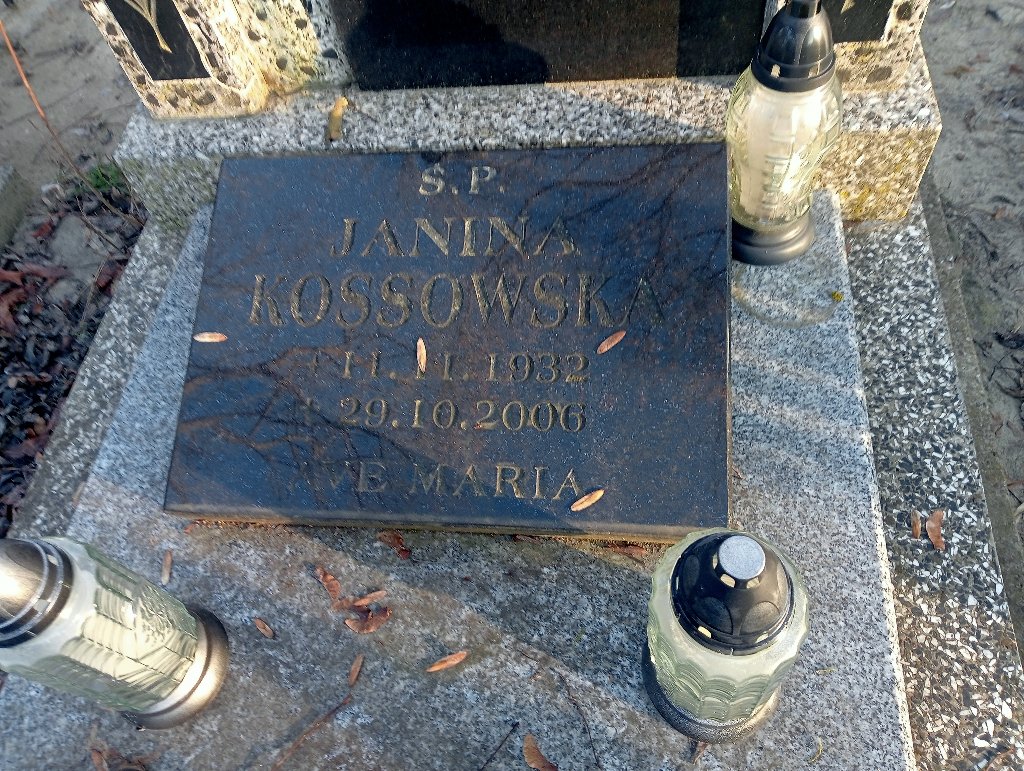 Ś.P.
JANINA
KOSSOWSKA
* 11.11.1932
† 29.10.2006
AVE MARIA